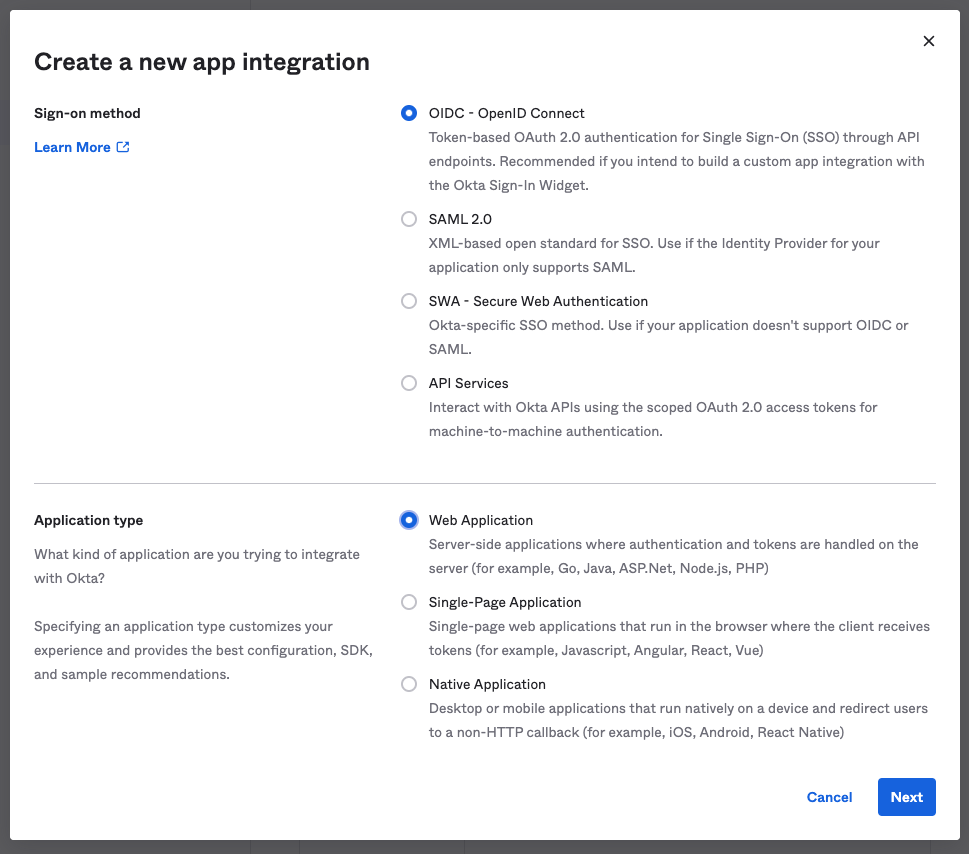 Create a new app integration
Sign-on method
Learn More
OIDC - OpenID Connect
Token-based OAuth 2.0 authentication for Single Sign-On (SSO) through API
endpoints. Recommended if you intend to build a custom app integration with
the Okta Sign-In Widget.
SAML 2.0
XML-based open standard for SSO. Use if the Identity Provider for your
application only supports SAML.
SWA - Secure Web Authentication
Okta-specific SSO method. Use if your application doesn't support OIDC or
SAML.
API Services
Interact with Okta APIs using the scoped OAuth 2.0 access tokens for
machine-to-machine authentication.
Application type
What kind of application are you trying to integrate
with Okta?
Specifying an application type customizes your
experience and provides the best configuration, SDK,
and sample recommendations.
Web Application
Server-side applications where authentication and tokens are handled on the
server (for example, Go, Java, ASP.Net, Node.js, PHP)
Single-Page Application
Single-page web applications that run in the browser where the client receives
tokens (for example, Javascript, Angular, React, Vue)
Native Application
Desktop or mobile applications that run natively on a device and redirect users
to a non-HTTP callback (for example, iOS, Android, React Native)
Cancel
Next